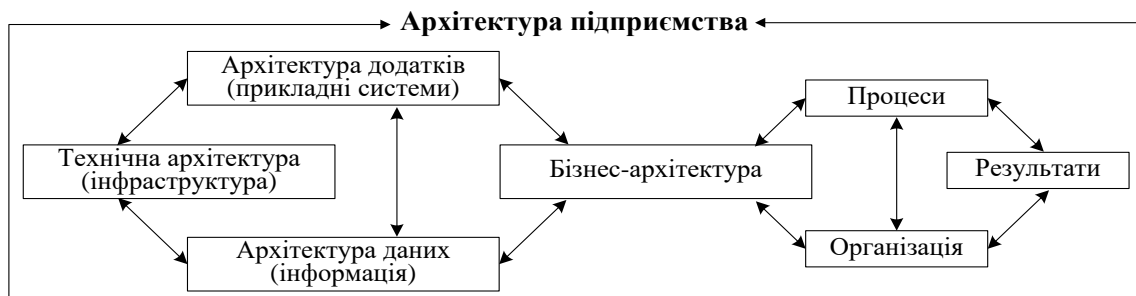 Архітектура підприємства
Архітектура додатків
(прикладні системи)
Процеси
Технічна архітектура
(інфраструктура)
Бізнес-архітектура
Результати
Архітектура даних
(інформація)
Організація